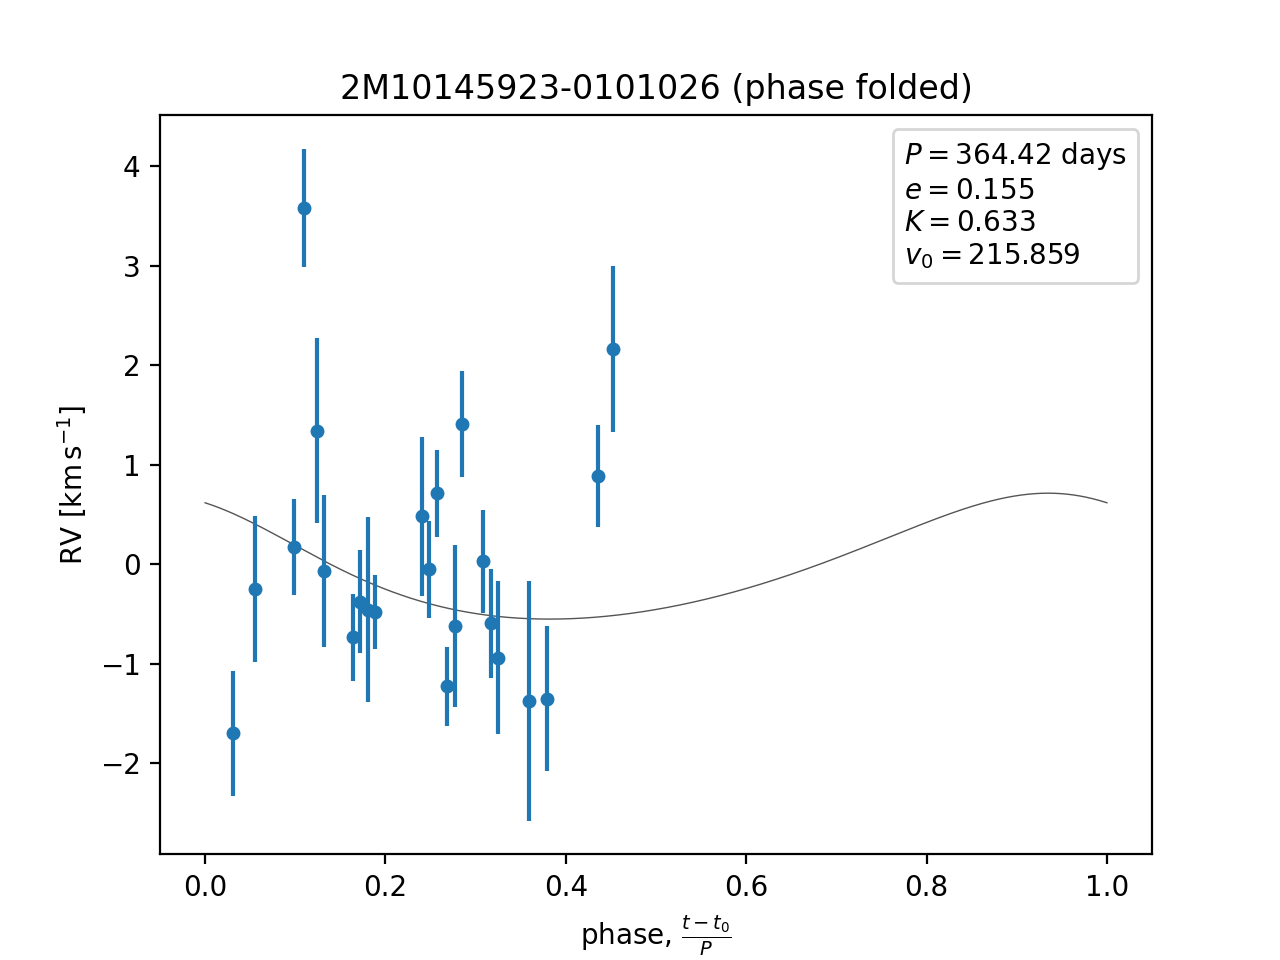 2M10145923-0101026 (phase folded)
P = 364.42 days
e = 0.155
K = 0.633
v₀ = 215.859
RV [km s⁻¹]
4
3
2
1
0
−1
−2
0.0 0.2 0.4 0.6 0.8 1.0
phase, (t − t₀)/P